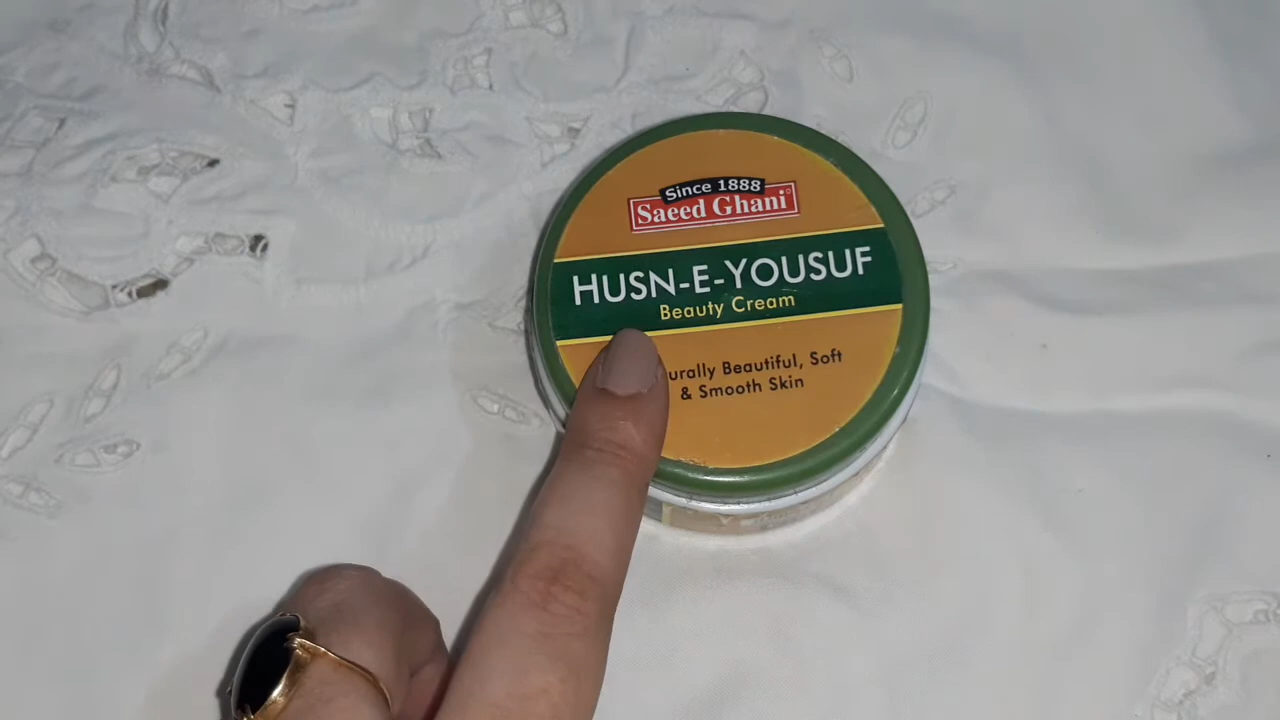 Since 1888
Saeed Ghani
HUSN-E-YOUSUF
Beauty Cream
urally Beautiful, Soft
& Smooth Skin